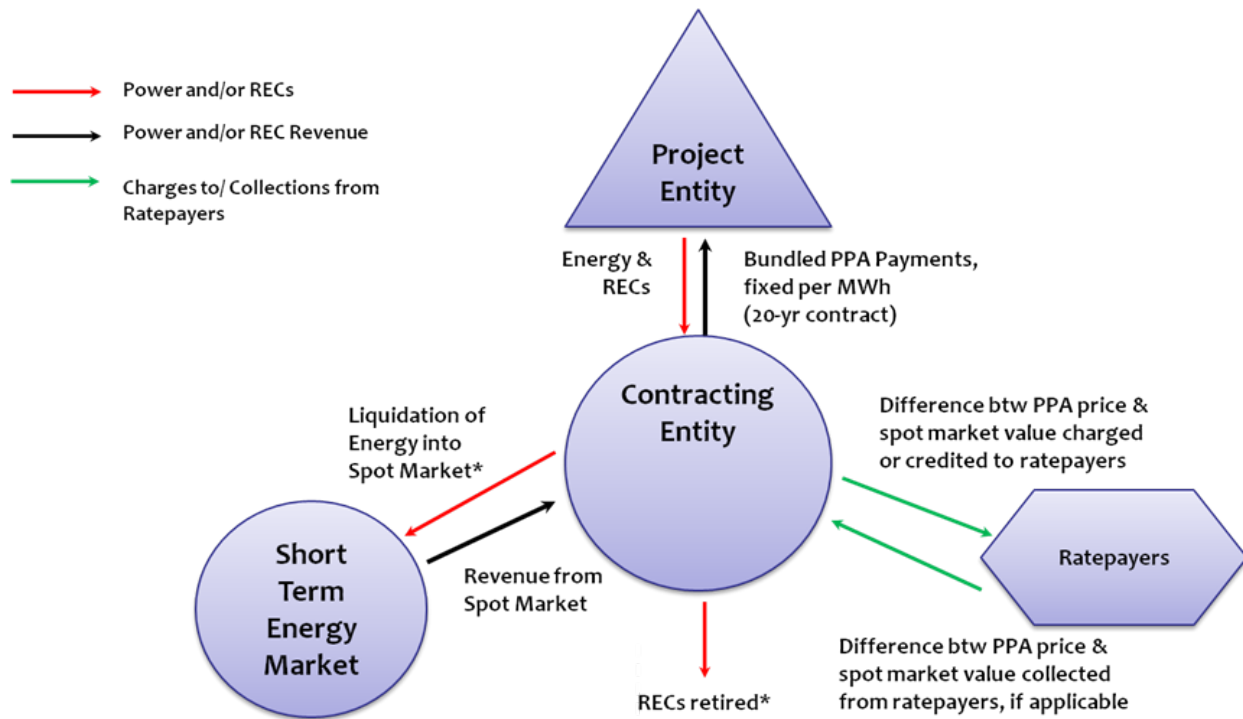 Power and/or RECs
Power and/or REC Revenue
Charges to/ Collections from
Ratepayers
Project
Entity
Energy &
RECs
Bundled PPA Payments,
fixed per MWh
(20-yr contract)
Contracting
Entity
Liquidation of
Energy into
Spot Market*
Difference btw PPA price &
spot market value charged
or credited to ratepayers
Short
Term
Energy
Market
Revenue from
Spot Market
Ratepayers
RECs retired*
Difference btw PPA price &
spot market value collected
from ratepayers, if applicable